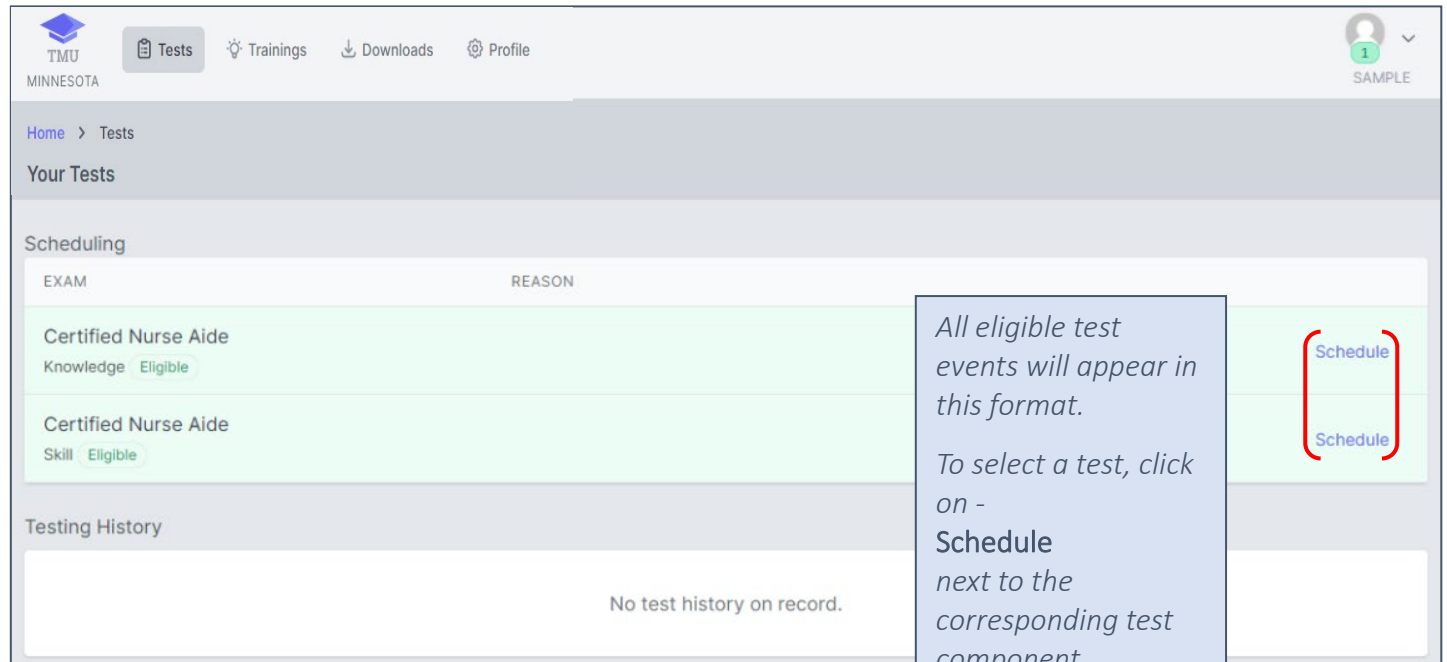 TMU
MINNESOTA
Tests
Trainings
Downloads
Profile
1
SAMPLE
Home > Tests
Your Tests
Scheduling
EXAM REASON
Certified Nurse Aide
Knowledge Eligible
Schedule
Certified Nurse Aide
Skill Eligible
Schedule
All eligible test
events will appear in
this format.
To select a test, click
on -
Schedule
next to the
corresponding test
component
Testing History
No test history on record.